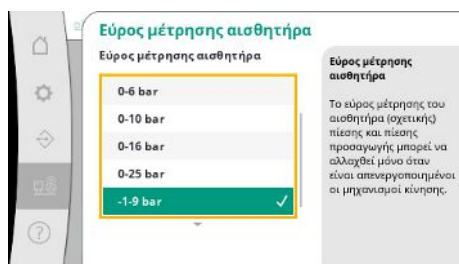 Εύρος μέτρησης αισθητήρα
Εύρος μέτρησης αισθητήρα
0-6 bar
0-10 bar
0-16 bar
0-25 bar
-1-9 bar
Εύρος μέτρησης
αισθητήρα
Το εύρος μέτρησης του
αισθητήρα (σχετικής)
πίεσης και πίεσης
προσαγωγής μπορεί να
αλλαχθεί μόνο όταν
είναι απενεργοποιημένοι
οι μηχανισμοί κίνησης.